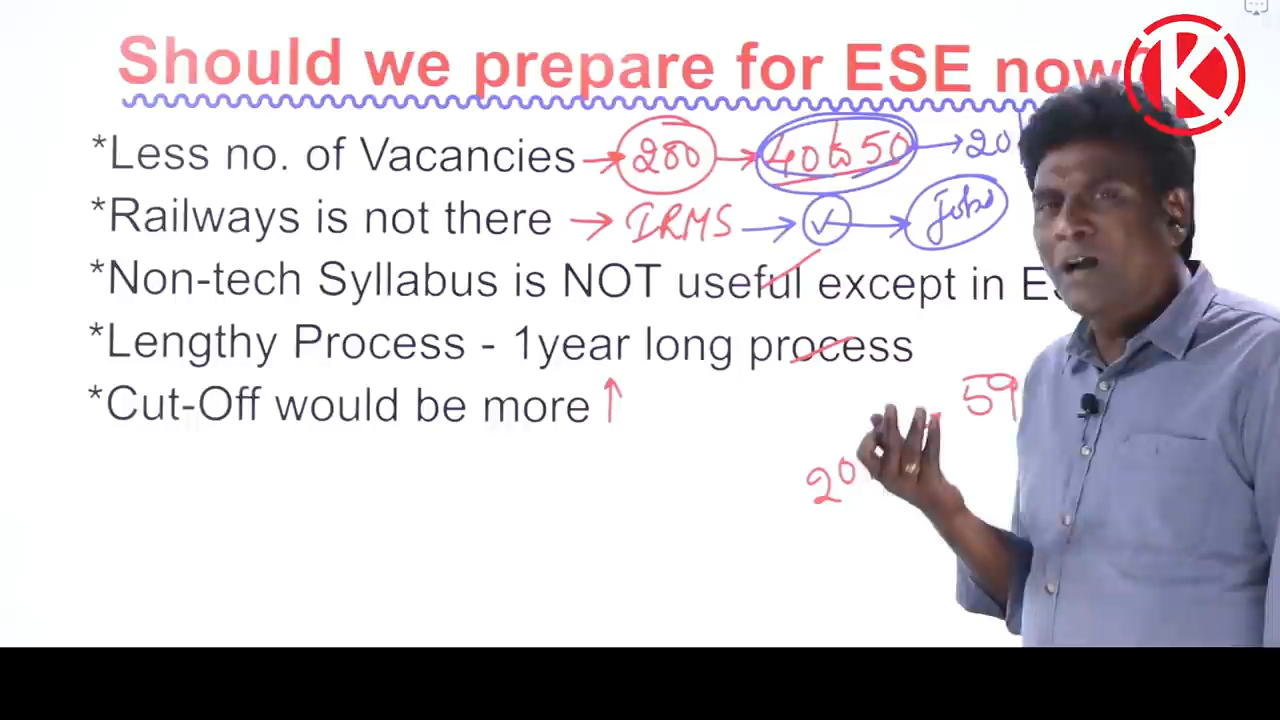 Should we prepare for ESE now?
*Less no. of Vacancies → 200 → 40 to 50 → 20
*Railways is not there → IRMS → ✓ → jobs
*Non-tech Syllabus is NOT useful except in
*Lengthy Process - 1year long process
*Cut-Off would be more ↑
59
20
K